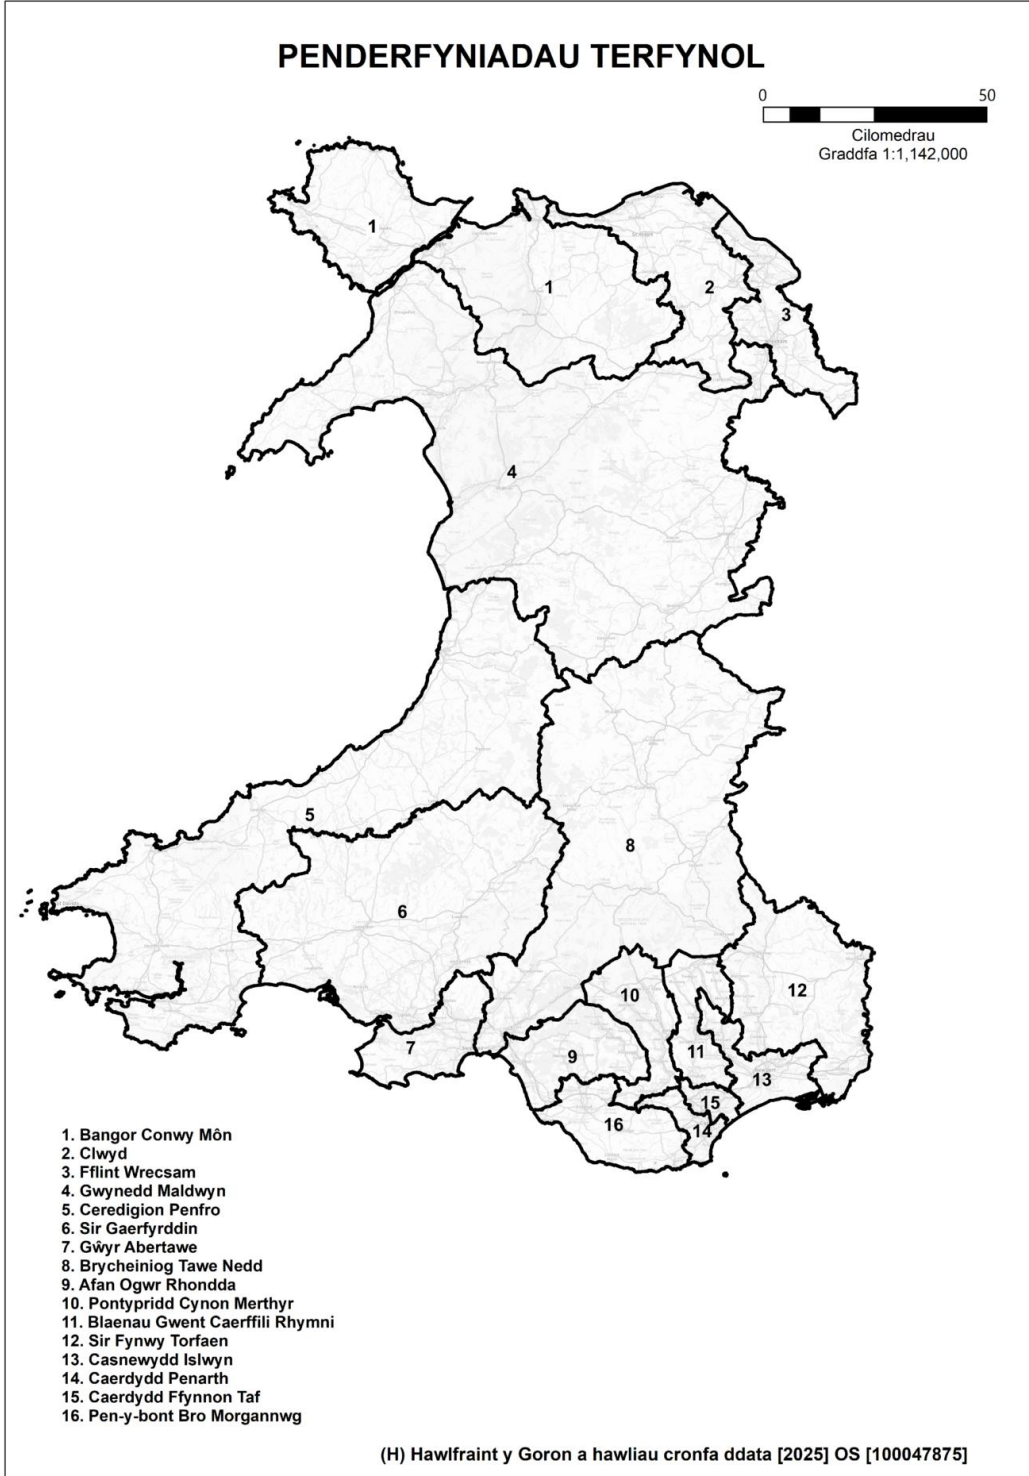 PENDERFYNIADAU TERFYNOL
0 50
Cilomedrau
Graddfa 1:1,142,000
1
1
2
3
4
5
6
7
8
9
10
11
12
13
14
15
16
1. Bangor Conwy Môn
2. Clwyd
3. Fflint Wrecsam
4. Gwynedd Maldwyn
5. Ceredigion Penfro
6. Sir Gaerfyrddin
7. Gŵyr Abertawe
8. Brycheiniog Tawe Nedd
9. Afan Ogwr Rhondda
10. Pontypridd Cynon Merthyr
11. Blaenau Gwent Caerffili Rhymni
12. Sir Fynwy Torfaen
13. Casnewydd Islwyn
14. Caerdydd Penarth
15. Caerdydd Ffynnon Taf
16. Pen-y-bont Bro Morgannwg
(H) Hawlfraint y Goron a hawliau cronfa ddata [2025] OS [100047875]